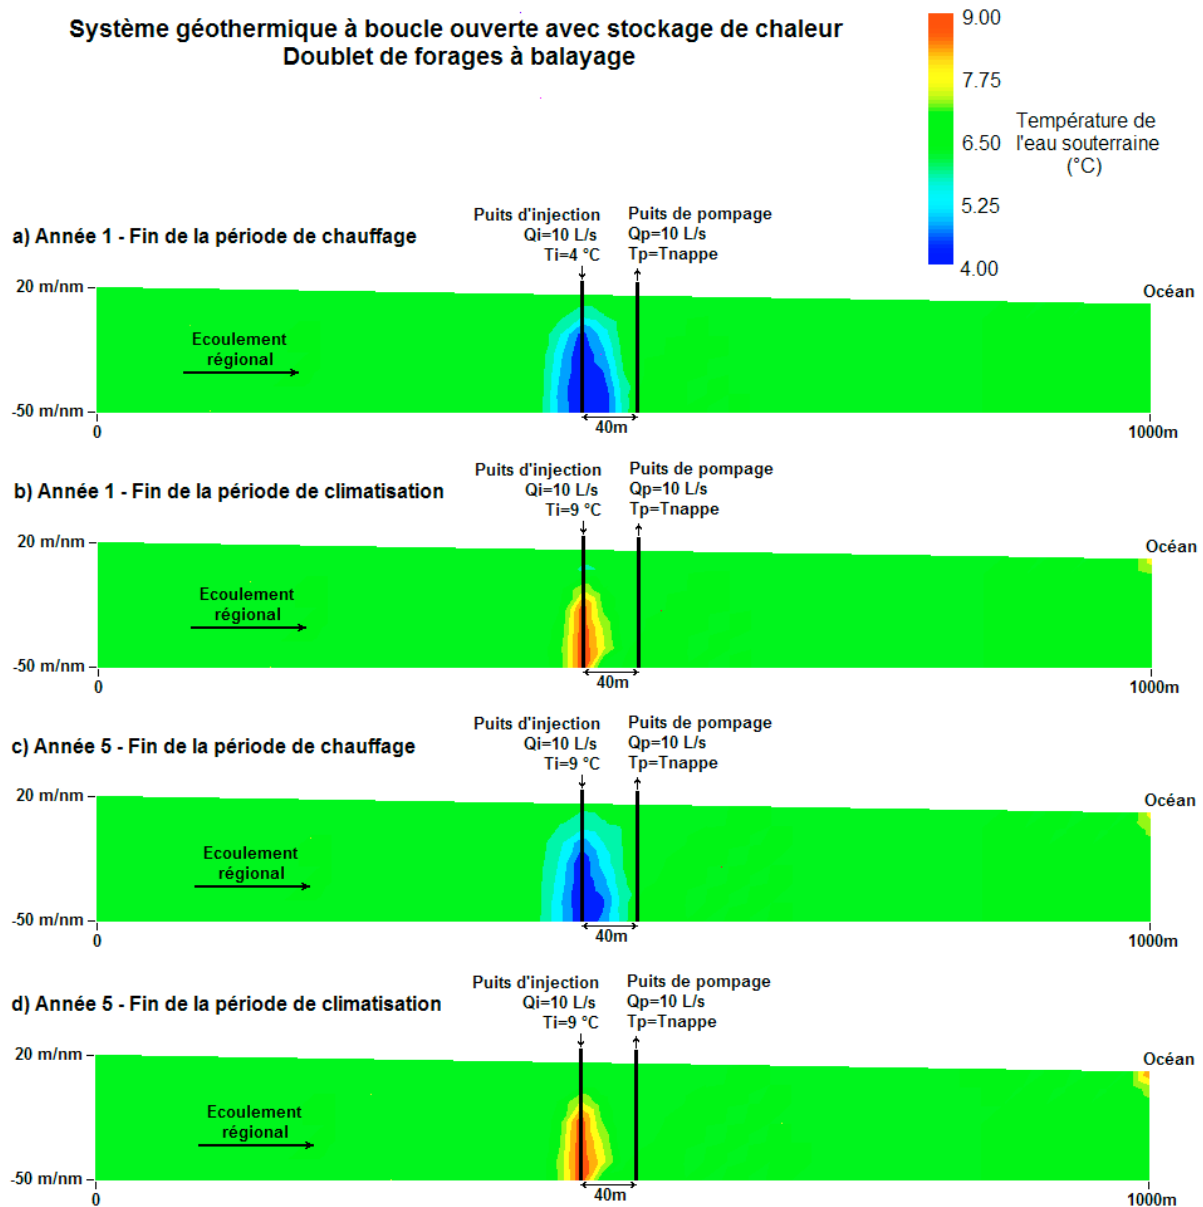 Système géothermique à boucle ouverte avec stockage de chaleur
Doublet de forages à balayage
9.00
7.75
6.50
5.25
4.00
Température de
l'eau souterraine
(°C)
a) Année 1 - Fin de la période de chauffage
Puits d'injection
Qi=10 L/s
Ti=4 °C
Puits de pompage
Qp=10 L/s
Tp=Tnappe
20 m/nm
Océan
Ecoulement
régional
-50 m/nm
0
40m
1000m
b) Année 1 - Fin de la période de climatisation
Puits d'injection
Qi=10 L/s
Ti=9 °C
Puits de pompage
Qp=10 L/s
Tp=Tnappe
20 m/nm
Océan
Ecoulement
régional
-50 m/nm
0
40m
1000m
c) Année 5 - Fin de la période de chauffage
Puits d'injection
Qi=10 L/s
Ti=9 °C
Puits de pompage
Qp=10 L/s
Tp=Tnappe
20 m/nm
Océan
Ecoulement
régional
-50 m/nm
0
40m
1000m
d) Année 5 - Fin de la période de climatisation
Puits d'injection
Qi=10 L/s
Ti=9 °C
Puits de pompage
Qp=10 L/s
Tp=Tnappe
20 m/nm
Océan
Ecoulement
régional
-50 m/nm
0
40m
1000m